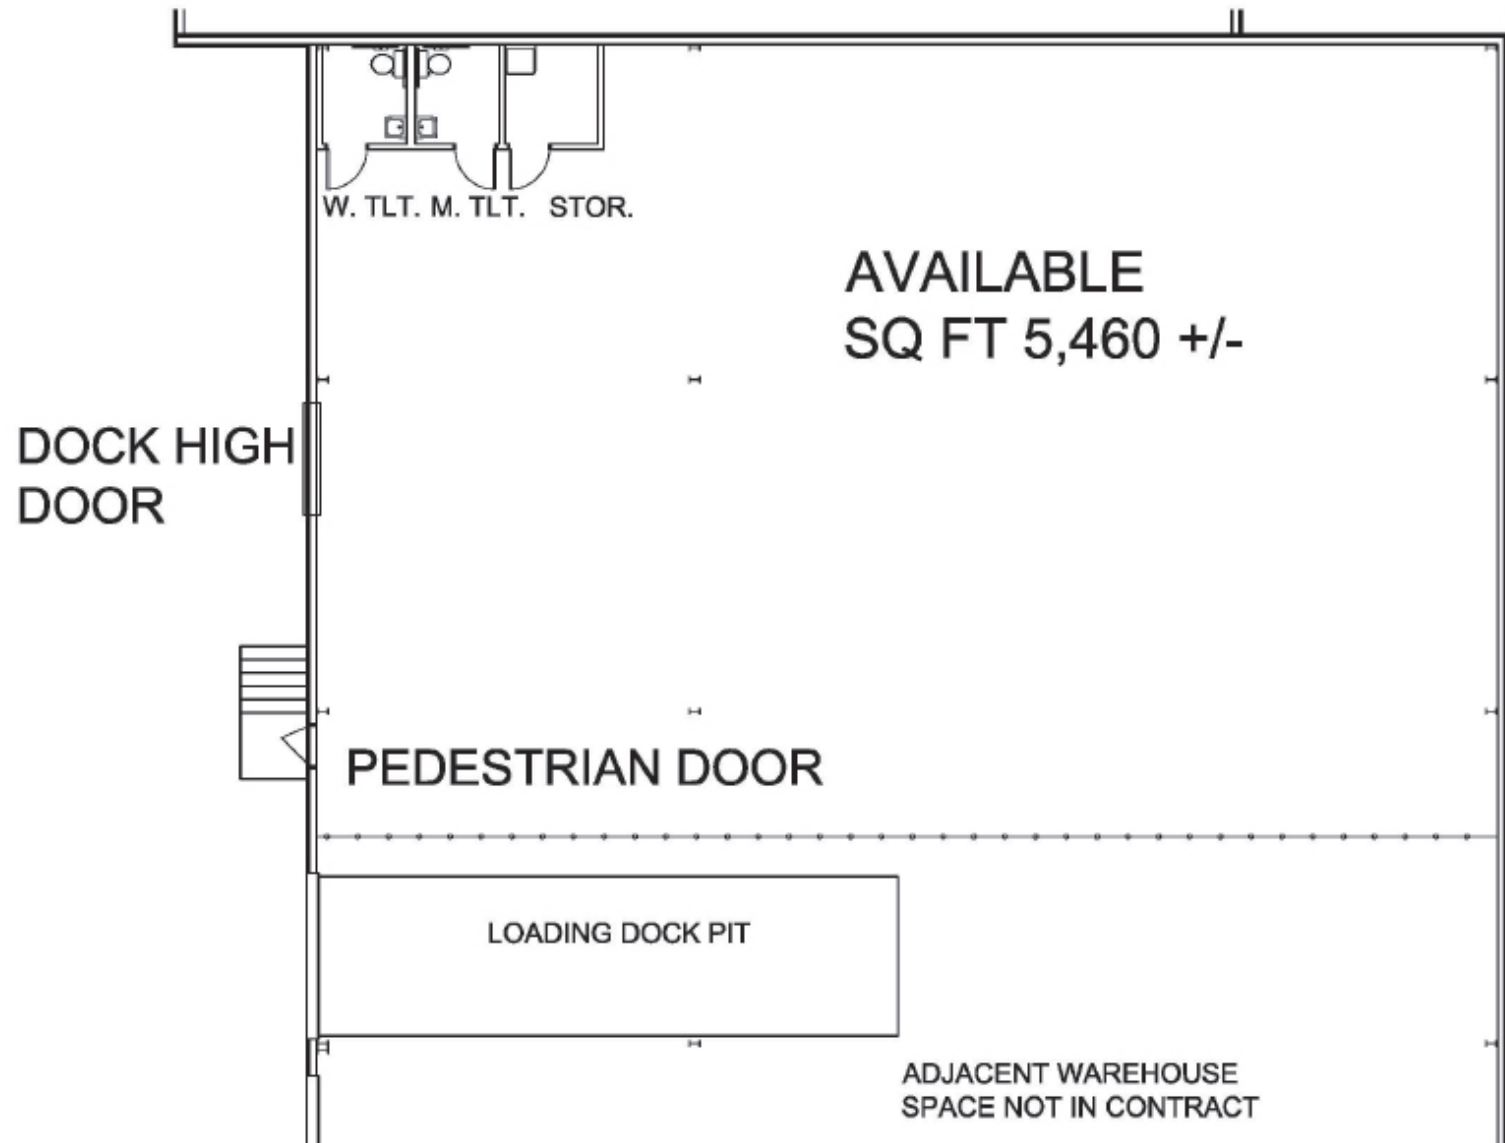 W. TLT. M. TLT. STOR.
AVAILABLE
SQ FT 5,460 +/-
DOCK HIGH
DOOR
PEDESTRIAN DOOR
LOADING DOCK PIT
ADJACENT WAREHOUSE
SPACE NOT IN CONTRACT